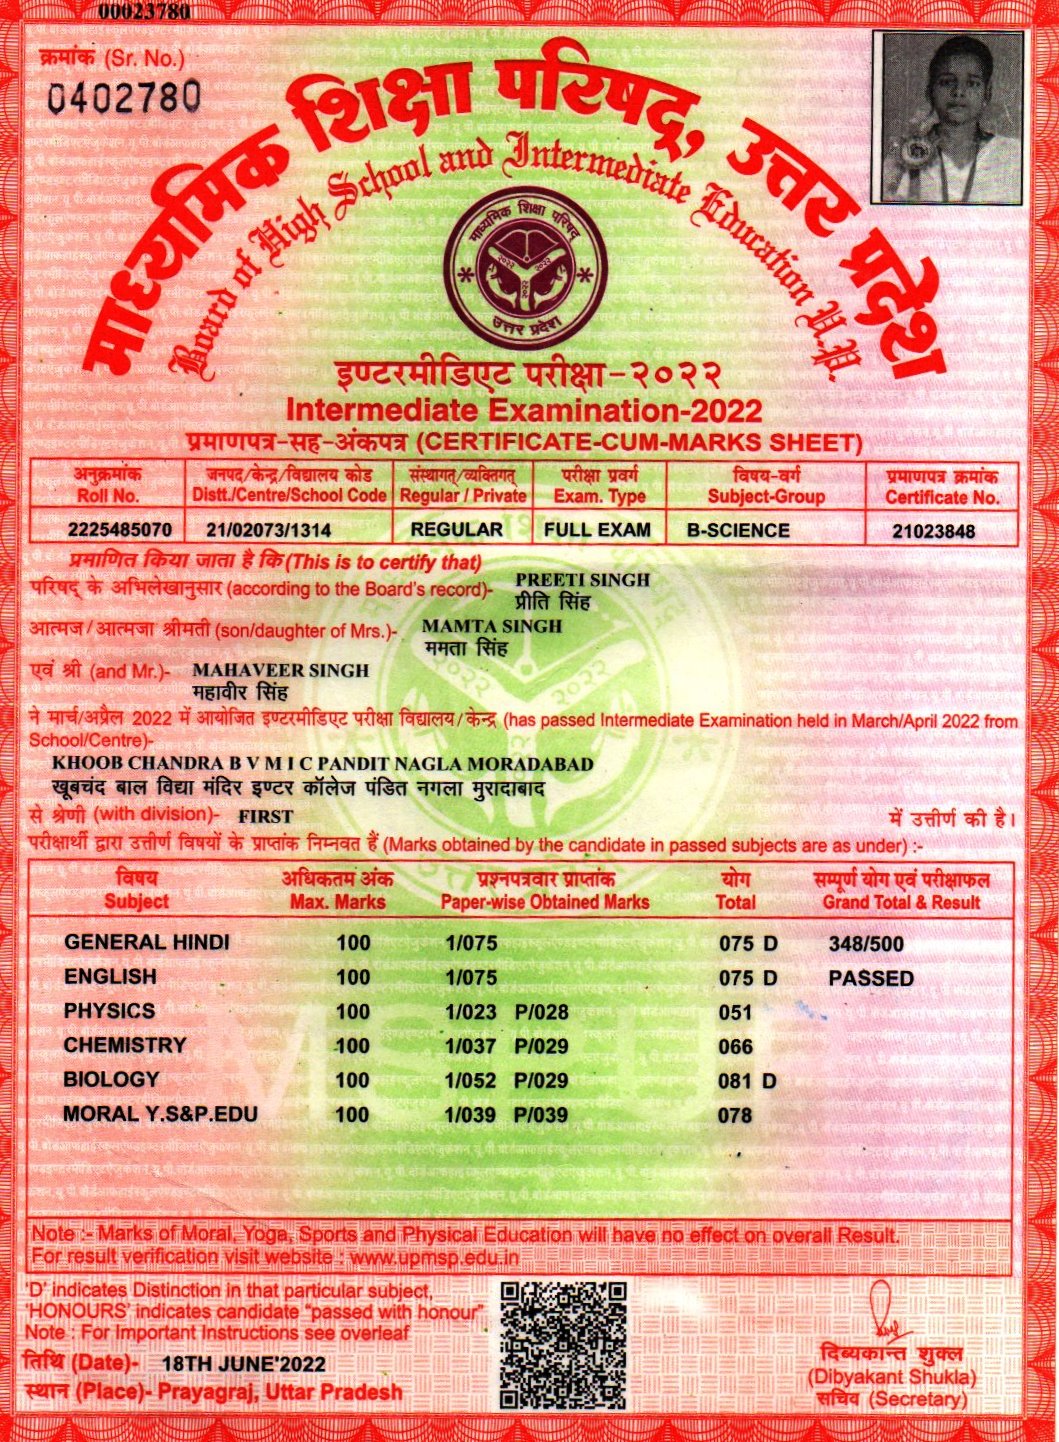 00023780
क्रमांक (Sr. No.)
0402780
माध्यमिक शिक्षा परिषद्, उत्तर प्रदेश
Board of High School and Intermediate Education U.P.
माध्यमिक शिक्षा परिषद्
२०२२ २०२२
२०२२
उत्तर प्रदेश
इण्टरमीडिएट परीक्षा-२०२२
Intermediate Examination-2022
प्रमाणपत्र-सह-अंकपत्र (CERTIFICATE-CUM-MARKS SHEET)
अनुक्रमांक जनपद/केन्द्र/विद्यालय कोड संस्थागत्/व्यक्तिगत् परीक्षा प्रवर्ग विषय-वर्ग प्रमाणपत्र क्रमांक
Roll No. Distt./Centre/School Code Regular / Private Exam. Type Subject-Group Certificate No.
2225485070 21/02073/1314 REGULAR FULL EXAM B-SCIENCE 21023848
प्रमाणित किया जाता है कि (This is to certify that)
परिषद् के अभिलेखानुसार (according to the Board's record)- PREETI SINGH
प्रीति सिंह
आत्मज/आत्मजा श्रीमती (son/daughter of Mrs.)- MAMTA SINGH
ममता सिंह
एवं श्री (and Mr.)- MAHAVEER SINGH
महावीर सिंह
ने मार्च/अप्रैल 2022 में आयोजित इण्टरमीडिएट परीक्षा विद्यालय/केन्द्र (has passed Intermediate Examination held in March/April 2022 from
School/Centre)-
KHOOB CHANDRA B V M I C PANDIT NAGLA MORADABAD
खूबचंद बाल विद्या मंदिर इण्टर कॉलेज पंडित नगला मुरादाबाद
से श्रेणी (with division)- FIRST में उत्तीर्ण की है।
परीक्षार्थी द्वारा उत्तीर्ण विषयों के प्राप्तांक निम्नवत हैं (Marks obtained by the candidate in passed subjects are as under) :-
विषय अधिकतम अंक प्रश्नपत्रवार प्राप्तांक योग सम्पूर्ण योग एवं परीक्षाफल
Subject Max. Marks Paper-wise Obtained Marks Total Grand Total & Result
GENERAL HINDI 100 1/075 075 D 348/500
ENGLISH 100 1/075 075 D PASSED
PHYSICS 100 1/023 P/028 051
CHEMISTRY 100 1/037 P/029 066
BIOLOGY 100 1/052 P/029 081 D
MORAL Y.S&P.EDU 100 1/039 P/039 078
Note :- Marks of Moral, Yoga, Sports and Physical Education will have no effect on overall Result.
For result verification visit website : www.upmsp.edu.in
'D' indicates Distinction in that particular subject,
'HONOURS' indicates candidate "passed with honour"
Note : For Important Instructions see overleaf
तिथि (Date)- 18TH JUNE'2022
स्थान (Place)- Prayagraj, Uttar Pradesh
दिब्यकान्त शुक्ल
(Dibyakant Shukla)
सचिव (Secretary)